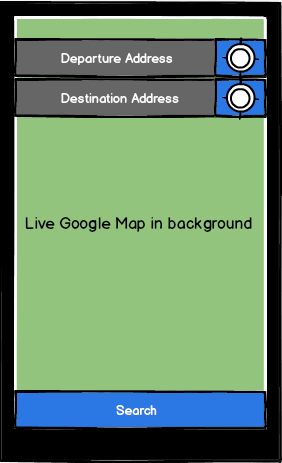 Departure Address
Destination Address
Live Google Map in background
Search